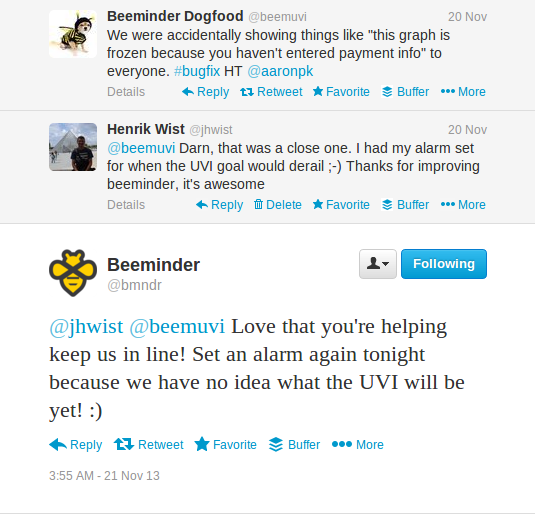 Beeminder Dogfood @beemuvi 20 Nov
We were accidentally showing things like "this graph is
frozen because you haven't entered payment info" to
everyone. #bugfix HT @aaronpk
Details Reply Retweet Favorite Buffer More
Henrik Wist @jhwist 20 Nov
@beemuvi Darn, that was a close one. I had my alarm set
for when the UVI goal would derail ;-) Thanks for improving
beeminder, it's awesome
Details Reply Delete Favorite Buffer More
Beeminder
@bmndr
Following
@jhwist @beemuvi Love that you're helping
keep us in line! Set an alarm again tonight
because we have no idea what the UVI will be
yet! :)
Reply Retweet Favorite Buffer More
3:55 AM - 21 Nov 13